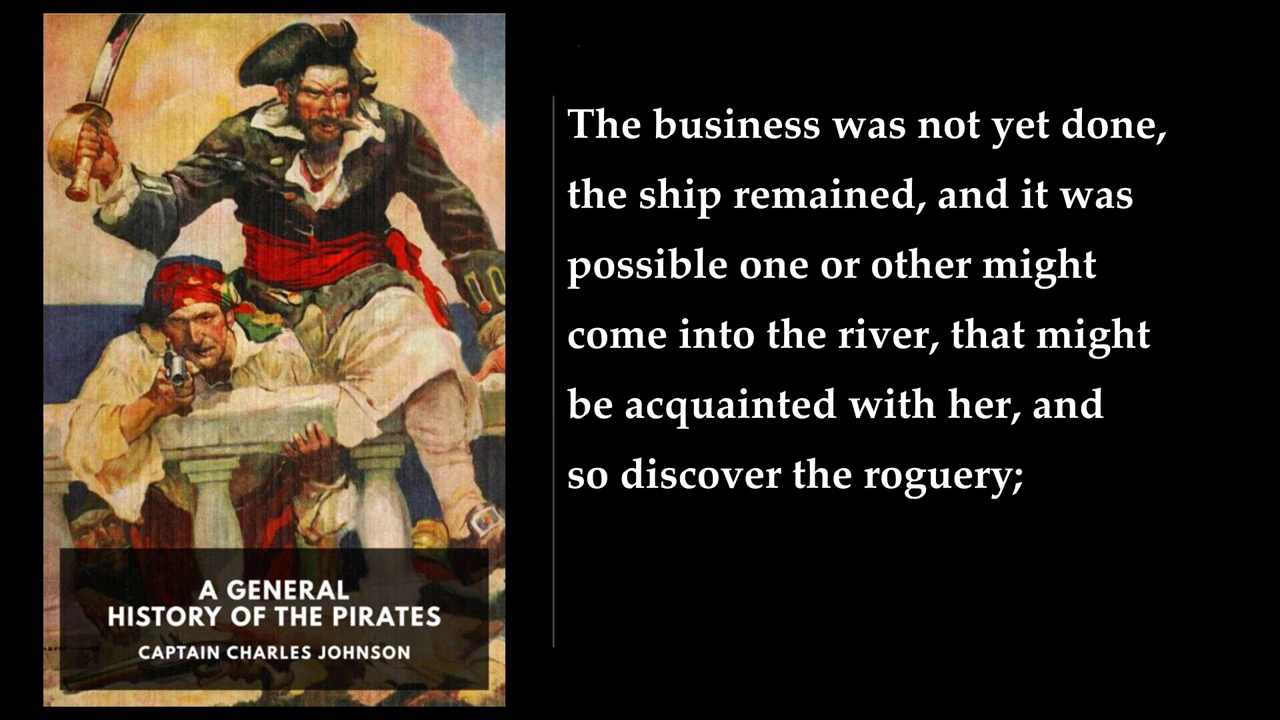 A GENERAL
HISTORY OF THE PIRATES
CAPTAIN CHARLES JOHNSON
The business was not yet done,
the ship remained, and it was
possible one or other might
come into the river, that might
be acquainted with her, and
so discover the roguery;